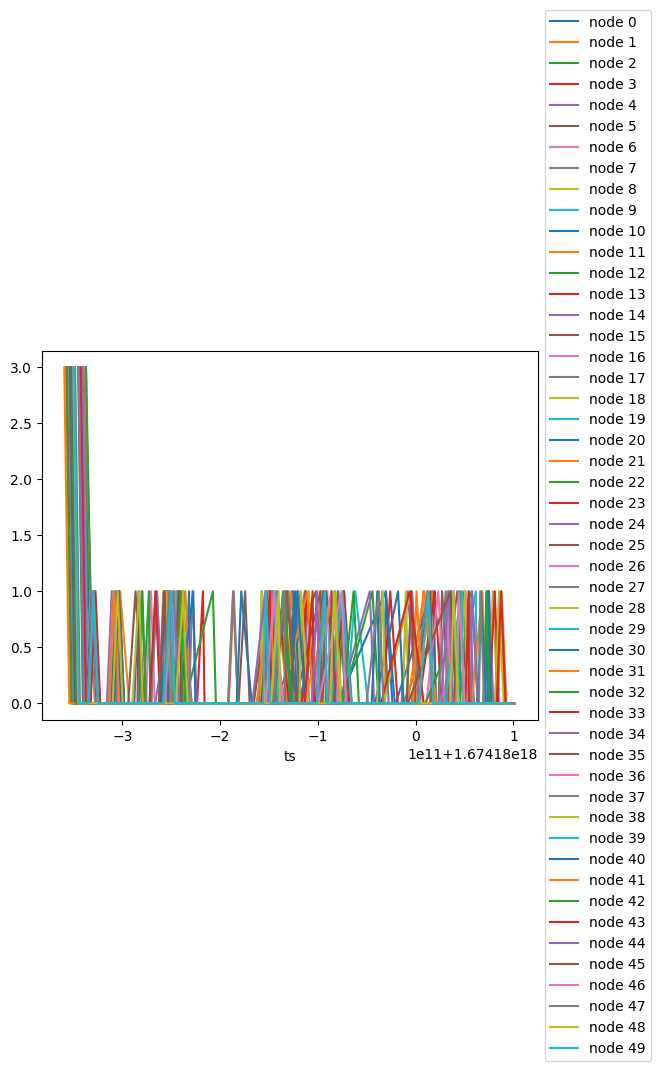 node 0
node 1
node 2
node 3
node 4
node 5
node 6
node 7
node 8
node 9
node 10
node 11
node 12
node 13
node 14
node 15
node 16
node 17
node 18
node 19
node 20
node 21
node 22
node 23
node 24
node 25
node 26
node 27
node 28
node 29
node 30
node 31
node 32
node 33
node 34
node 35
node 36
node 37
node 38
node 39
node 40
node 41
node 42
node 43
node 44
node 45
node 46
node 47
node 48
node 49
3.0
2.5
2.0
1.5
1.0
0.5
0.0
−3 −2 −1 0 1
1e11+1.67418e18
ts